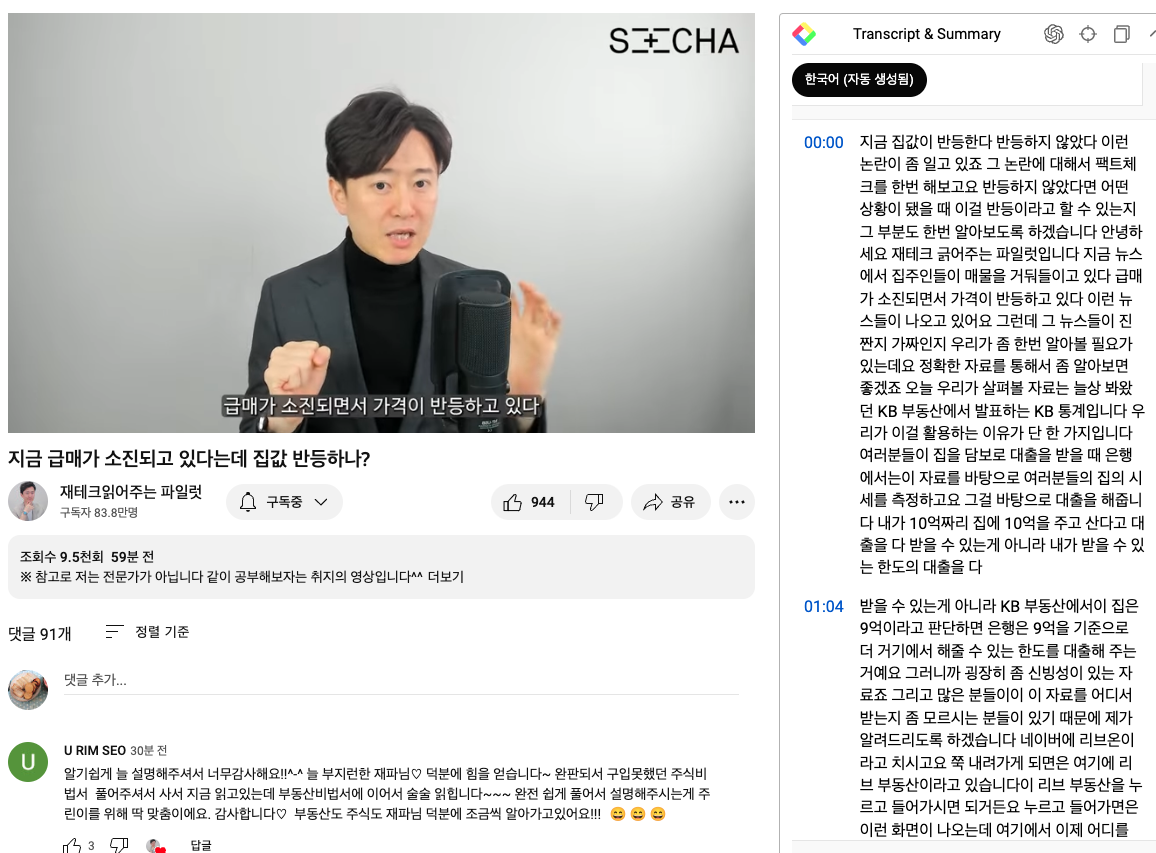 SEECHA
급매가 소진되면서 가격이 반등하고 있다
지금 급매가 소진되고 있다는데 집값 반등하나?
재테크읽어주는 파일럿
구독자 83.8만명
구독중
944
공유
조회수 9.5천회 59분 전
※ 참고로 저는 전문가가 아닙니다 같이 공부해보자는 취지의 영상입니다^^ 더보기
댓글 91개
정렬 기준
댓글 추가...
U
U RIM SEO 30분 전
알기쉽게 늘 설명해주셔서 너무감사해요!!^-^ 늘 부지런한 재파님♡ 덕분에 힘을 얻습니다~ 완판되서 구입못했던 주식비
법서 풀어주셔서 사서 지금 읽고있는데 부동산비법서에 이어서 술술 읽힙니다~~~ 완전 쉽게 풀어서 설명해주시는게 주
린이를 위해 딱 맞춤이에요. 감사합니다♡ 부동산도 주식도 재파님 덕분에 조금씩 알아가고있어요!!! 😄 😄 😄
3
답글
Transcript & Summary
한국어 (자동 생성됨)
00:00
지금 집값이 반등한다 반등하지 않았다 이런
논란이 좀 일고 있죠 그 논란에 대해서 팩트체
크를 한번 해보고요 반등하지 않았다면 어떤
상황이 됐을 때 이걸 반등이라고 할 수 있는지
그 부분도 한번 알아보도록 하겠습니다 안녕하
세요 재테크 긁어주는 파일럿입니다 지금 뉴스
에서 집주인들이 매물을 거둬들이고 있다 급매
가 소진되면서 가격이 반등하고 있다 이런 뉴
스들이 나오고 있어요 그런데 그 뉴스들이 진
짠지 가짜인지 우리가 좀 한번 알아볼 필요가
있는데요 정확한 자료를 통해서 좀 알아보면
좋겠죠 오늘 우리가 살펴볼 자료는 늘상 봐왔
던 KB 부동산에서 발표하는 KB 통계입니다 우
리가 이걸 활용하는 이유가 단 한 가지입니다
여러분들이 집을 담보로 대출을 받을 때 은행
에서는이 자료를 바탕으로 여러분들의 집의 시
세를 측정하고요 그걸 바탕으로 대출을 해줍니
다 내가 10억짜리 집에 10억을 주고 산다고 대
출을 다 받을 수 있는게 아니라 내가 받을 수 있
는 한도의 대출을 다
01:04
받을 수 있는게 아니라 KB 부동산에서이 집은
9억이라고 판단하면 은행은 9억을 기준으로
더 거기에서 해줄 수 있는 한도를 대출해 주는
거예요 그러니까 굉장히 좀 신빙성이 있는 자
료죠 그리고 많은 분들이이 이 자료를 어디서
받는지 좀 모르시는 분들이 있기 때문에 제가
알려드리도록 하겠습니다 네이버에 리브온이
라고 치시고요 쭉 내려가게 되면은 여기에 리
브 부동산이라고 있습니다이 리브 부동산을 누
르고 들어가시면 되거든요 누르고 들어가면은
이런 화면이 나오는데 여기에서 이제 어디를